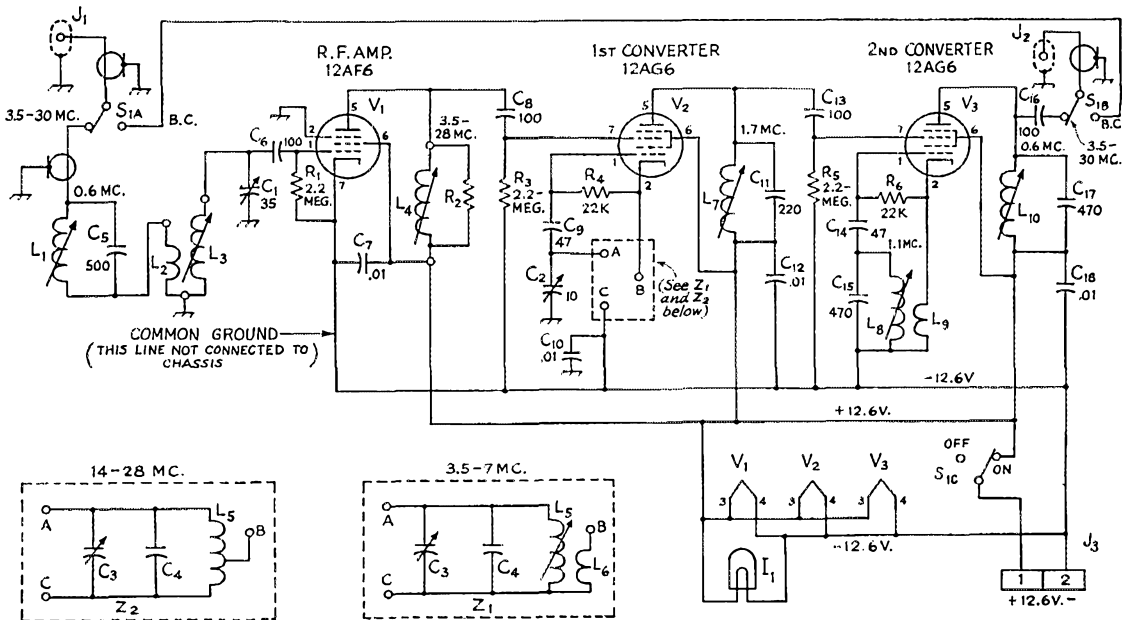 J1
R.F. AMP.
12AF6
1ST CONVERTER
12AG6
2ND CONVERTER
12AG6
J2
3.5-30 MC.
S1A
B.C.
V1
5
2
1
6
7
C6
100
C1
35
R1
2.2
MEG.
3.5-
28 MC.
L4
R2
C7
.01
C8
100
V2
5
7
6
1
2
R3
2.2-
MEG.
R4
22K
C9
47
C2
10
A
B
C
(See Z1
and Z2
below)
C10
.01
1.7 MC.
L7
C11
220
C12
.01
C13
100
V3
5
7
6
1
2
R5
2.2-
MEG.
R6
22K
C14
47
1.1 MC.
C15
470
L8
L9
C16
100
0.6 MC.
S1B
B.C.
3.5-
30 MC.
L10
C17
470
C18
.01
0.6 MC.
L1
C5
500
L2
L3
COMMON GROUND
(THIS LINE NOT CONNECTED TO
CHASSIS)
-12.6V.
+12.6V.
OFF
ON
S1C
V1
V2
V3
3
4
3
4
3
4
-12.6V.
I1
J3
1
2
+12.6V.-
14-28 MC.
A
C
C3
C4
L5
B
Z2
3.5-7 MC.
A
C
C3
C4
L5
B
L6
Z1